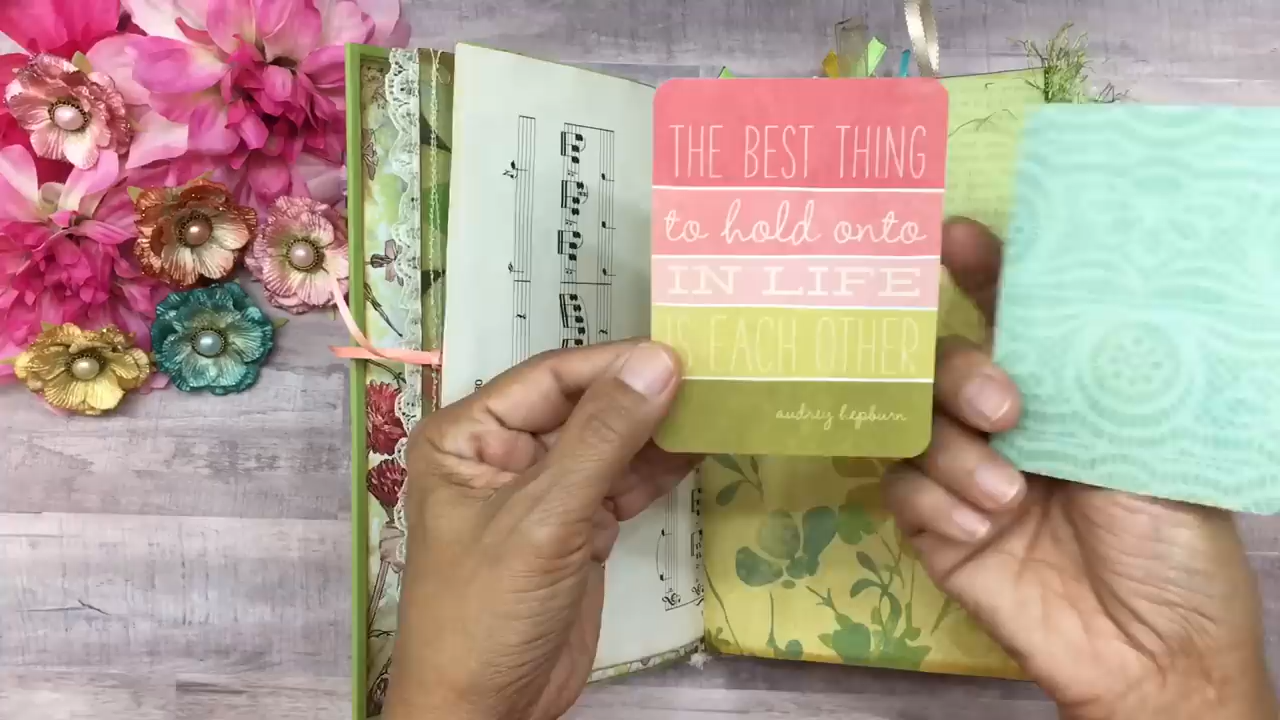 THE BEST THING
to hold onto
IN LIFE
IS EACH OTHER
audrey hepburn